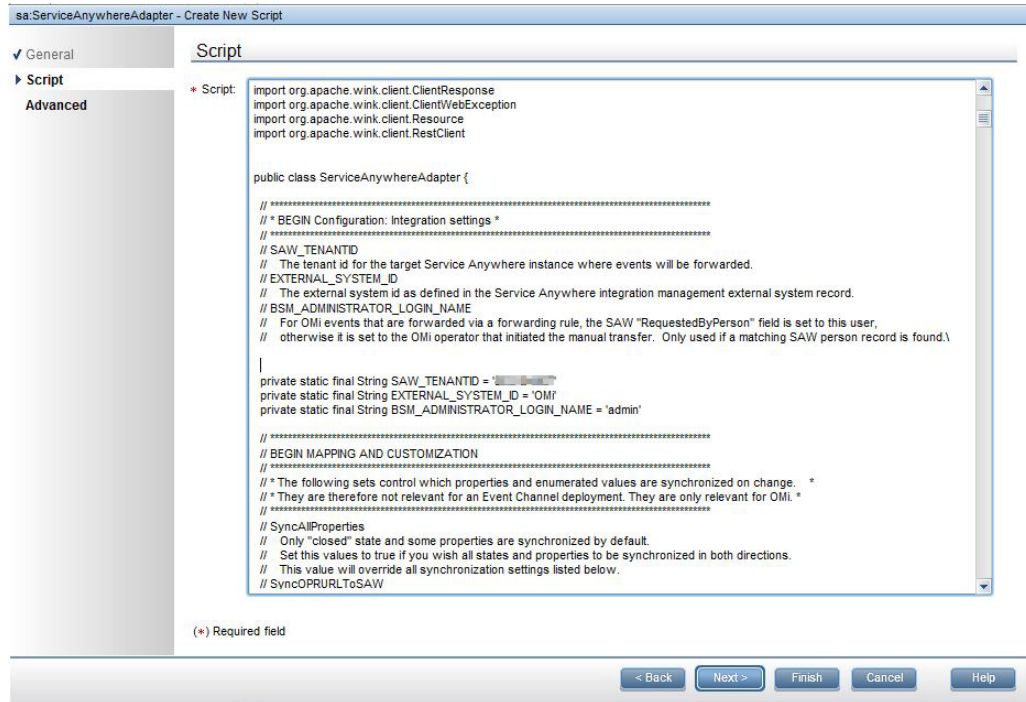 sa:ServiceAnywhereAdapter - Create New Script
General
Script
Advanced
Script
* Script:
import org.apache.wink.client.ClientResponse
import org.apache.wink.client.ClientWebException
import org.apache.wink.client.Resource
import org.apache.wink.client.RestClient
public class ServiceAnywhereAdapter {
// ****************************************************************************************************
// * BEGIN Configuration: Integration settings *
// ****************************************************************************************************
// SAW_TENANTID
// The tenant id for the target Service Anywhere instance where events will be forwarded.
// EXTERNAL_SYSTEM_ID
// The external system id as defined in the Service Anywhere integration management external system record.
// BSM_ADMINISTRATOR_LOGIN_NAME
// For OMi events that are forwarded via a forwarding rule, the SAW "RequestedByPerson" field is set to this user,
// otherwise it is set to the OMi operator that initiated the manual transfer. Only used if a matching SAW person record is found.\
private static final String SAW_TENANTID = '
private static final String EXTERNAL_SYSTEM_ID = 'OMi'
private static final String BSM_ADMINISTRATOR_LOGIN_NAME = 'admin'
// ****************************************************************************************************
// BEGIN MAPPING AND CUSTOMIZATION
// ****************************************************************************************************
// * The following sets control which properties and enumerated values are synchronized on change. *
// * They are therefore not relevant for an Event Channel deployment. They are only relevant for OMi. *
// ****************************************************************************************************
// SyncAllProperties
// Only "closed" state and some properties are synchronized by default.
// Set this values to true if you wish all states and properties to be synchronized in both directions.
// This value will override all synchronization settings listed below.
// SyncOPRURLToSAW
(*) Required field
< Back
Next >
Finish
Cancel
Help